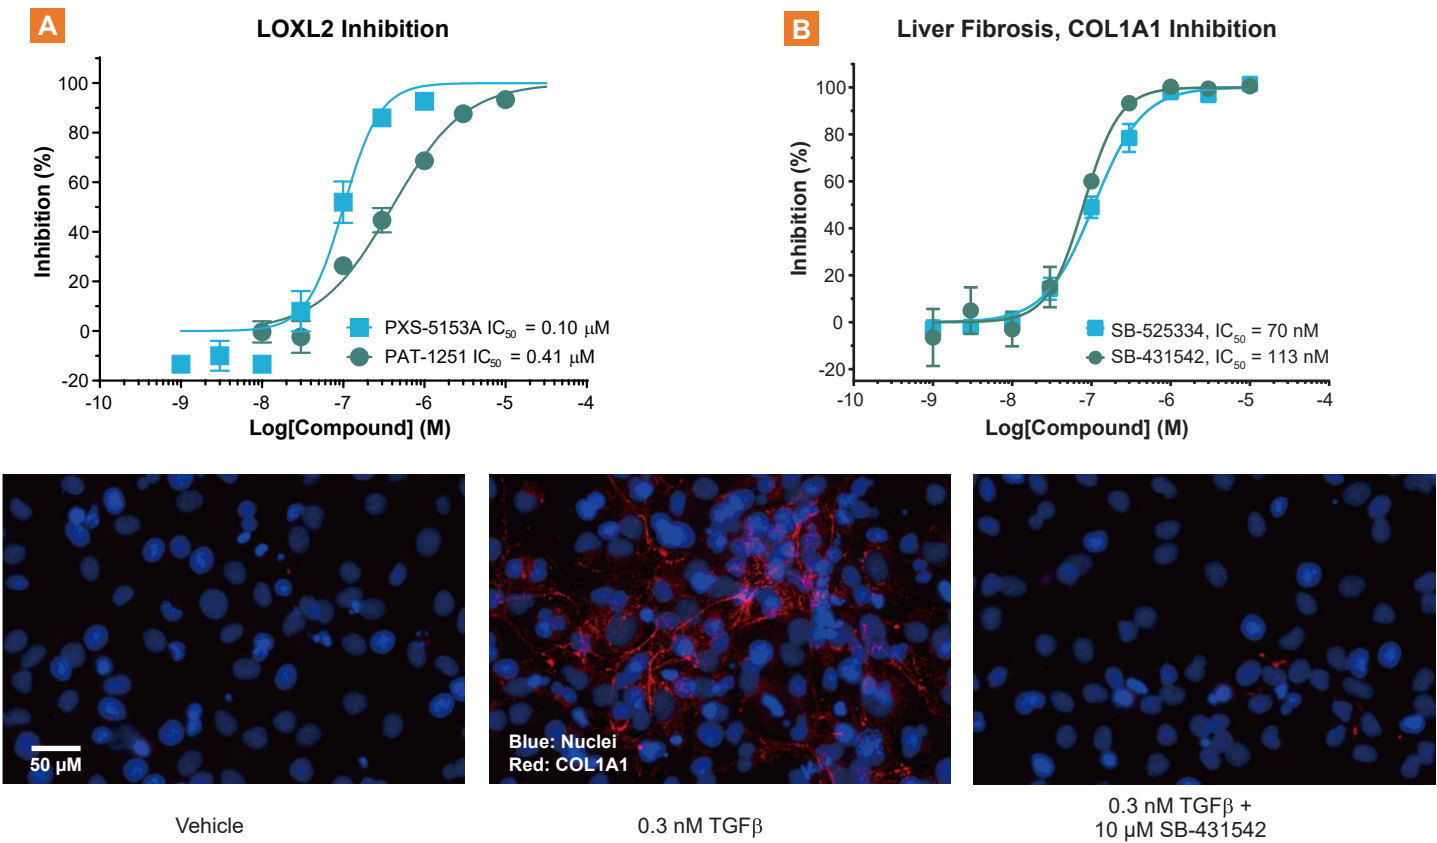 A
LOXL2 Inhibition
Inhibition (%)
100
80
60
40
20
0
-20
-10
-9
-8
-7
-6
-5
-4
PXS-5153A IC50 = 0.10 μM
PAT-1251 IC50 = 0.41 μM
Log[Compound] (M)
B
Liver Fibrosis, COL1A1 Inhibition
Inhibition (%)
100
80
60
40
20
0
-20
-10
-9
-8
-7
-6
-5
-4
SB-525334, IC50 = 70 nM
SB-431542, IC50 = 113 nM
Log[Compound] (M)
50 μM
Vehicle
Blue: Nuclei
Red: COL1A1
0.3 nM TGFβ
0.3 nM TGFβ +
10 μM SB-431542